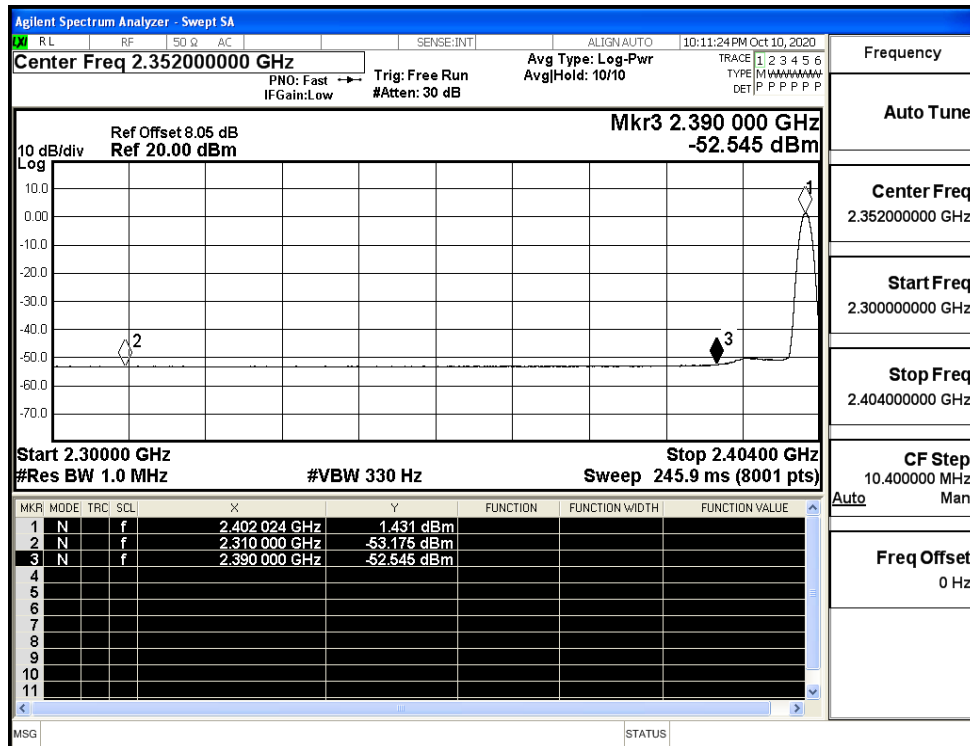 Agilent Spectrum Analyzer - Swept SA
LXI RL RF 50 Ω AC SENSE:INT ALIGN AUTO 10:11:24 PM Oct 10, 2020
Center Freq 2.352000000 GHz
PNO: Fast
IFGain:Low
Trig: Free Run
#Atten: 30 dB
Avg Type: Log-Pwr
Avg|Hold: 10/10
TRACE 1 2 3 4 5 6
TYPE M WWWWW
DET P P P P P P
Ref Offset 8.05 dB
Ref 20.00 dBm
10 dB/div
Log
Mkr3 2.390 000 GHz
-52.545 dBm
10.0
0.00
-10.0
-20.0
-30.0
-40.0
-50.0
-60.0
-70.0
1
2
3
Start 2.30000 GHz Stop 2.40400 GHz
#Res BW 1.0 MHz #VBW 330 Hz Sweep 245.9 ms (8001 pts)
MKR MODE TRC SCL X Y FUNCTION FUNCTION WIDTH FUNCTION VALUE
1 N f 2.402 024 GHz 1.431 dBm
2 N f 2.310 000 GHz -53.175 dBm
3 N f 2.390 000 GHz -52.545 dBm
4
5
6
7
8
9
10
11
MSG STATUS
Frequency
Auto Tune
Center Freq
2.352000000 GHz
Start Freq
2.300000000 GHz
Stop Freq
2.404000000 GHz
CF Step
10.400000 MHz
Auto Man
Freq Offset
0 Hz